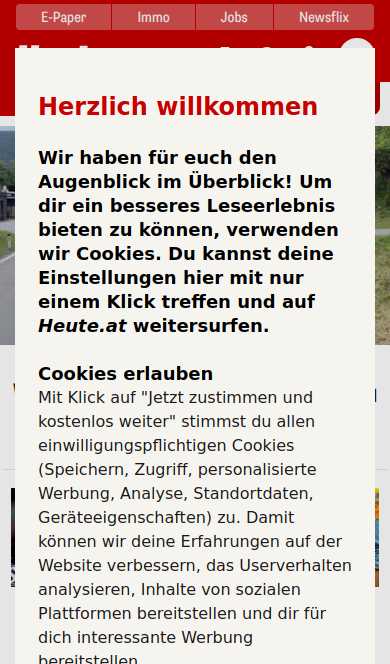 E-Paper Immo Jobs Newsflix
Herzlich willkommen
Wir haben für euch den
Augenblick im Überblick! Um
dir ein besseres Leseerlebnis
bieten zu können, verwenden
wir Cookies. Du kannst deine
Einstellungen hier mit nur
einem Klick treffen und auf
Heute.at weitersurfen.
Cookies erlauben
Mit Klick auf "Jetzt zustimmen und
kostenlos weiter" stimmst du allen
einwilligungspflichtigen Cookies
(Speichern, Zugriff, personalisierte
Werbung, Analyse, Standortdaten,
Geräteeigenschaften) zu. Damit
können wir deine Erfahrungen auf der
Website verbessern, das Userverhalten
analysieren, Inhalte von sozialen
Plattformen bereitstellen und dir für
dich interessante Werbung
bereitstellen